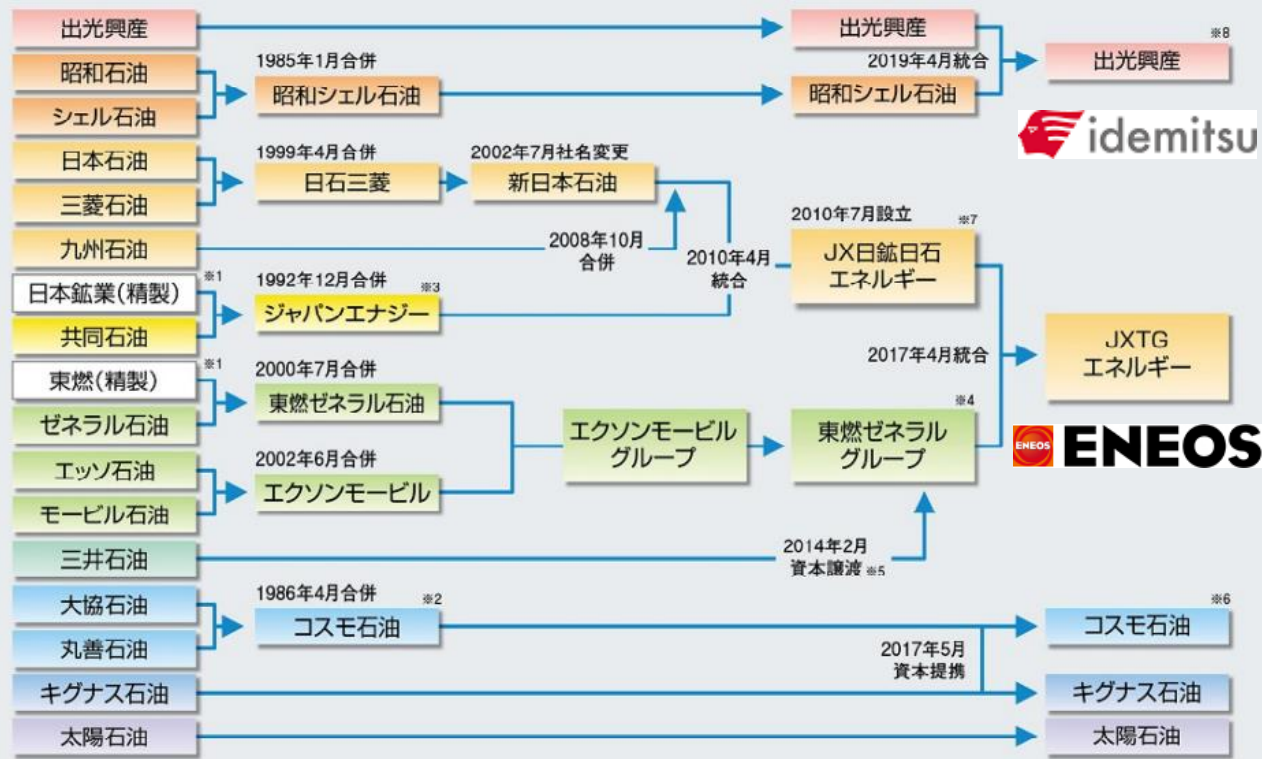 出光興産
昭和石油
シェル石油
日本石油
三菱石油
九州石油
日本鉱業(精製)
※1
共同石油
東燃(精製)
※1
ゼネラル石油
エッソ石油
モービル石油
三井石油
大協石油
丸善石油
キグナス石油
太陽石油
1985年1月合併
昭和シェル石油
1999年4月合併
日石三菱
2002年7月社名変更
新日本石油
2008年10月
合併
1992年12月合併
※3
ジャパンエナジー
2010年4月
統合
2000年7月合併
東燃ゼネラル石油
2002年6月合併
エクソンモービル
エクソンモービル
グループ
1986年4月合併
※2
コスモ石油
出光興産
2019年4月統合
昭和シェル石油
2010年7月設立
※7
JX日鉱日石
エネルギー
2017年4月統合
※4
東燃ゼネラル
グループ
2014年2月
資本譲渡※5
2017年5月
資本提携
※8
出光興産
idemitsu
JXTG
エネルギー
ENEOS
ENEOS
※6
コスモ石油
キグナス石油
太陽石油